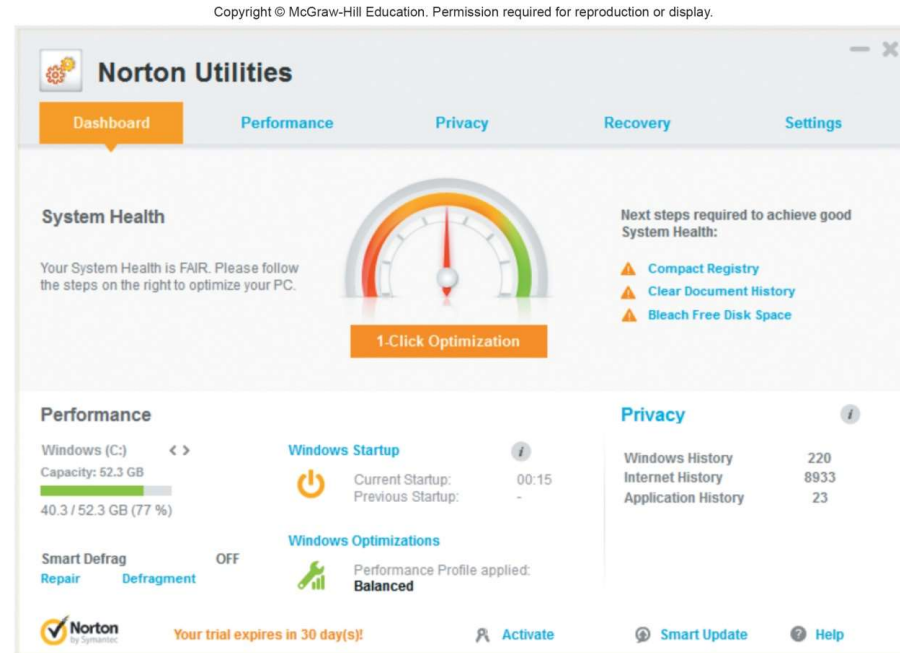 Copyright © McGraw-Hill Education. Permission required for reproduction or display.
Norton Utilities
Dashboard
Performance
Privacy
Recovery
Settings
System Health
Your System Health is FAIR. Please follow
the steps on the right to optimize your PC.
1-Click Optimization
Next steps required to achieve good
System Health:
Compact Registry
Clear Document History
Bleach Free Disk Space
Performance
Windows (C:) < >
Capacity: 52.3 GB
40.3 / 52.3 GB (77 %)
Smart Defrag OFF
Repair Defragment
Windows Startup i
Current Startup: 00:15
Previous Startup: -
Windows Optimizations
Performance Profile applied:
Balanced
Privacy i
Windows History 220
Internet History 8933
Application History 23
Norton
by Symantec
Your trial expires in 30 day(s)!
Activate
Smart Update
? Help